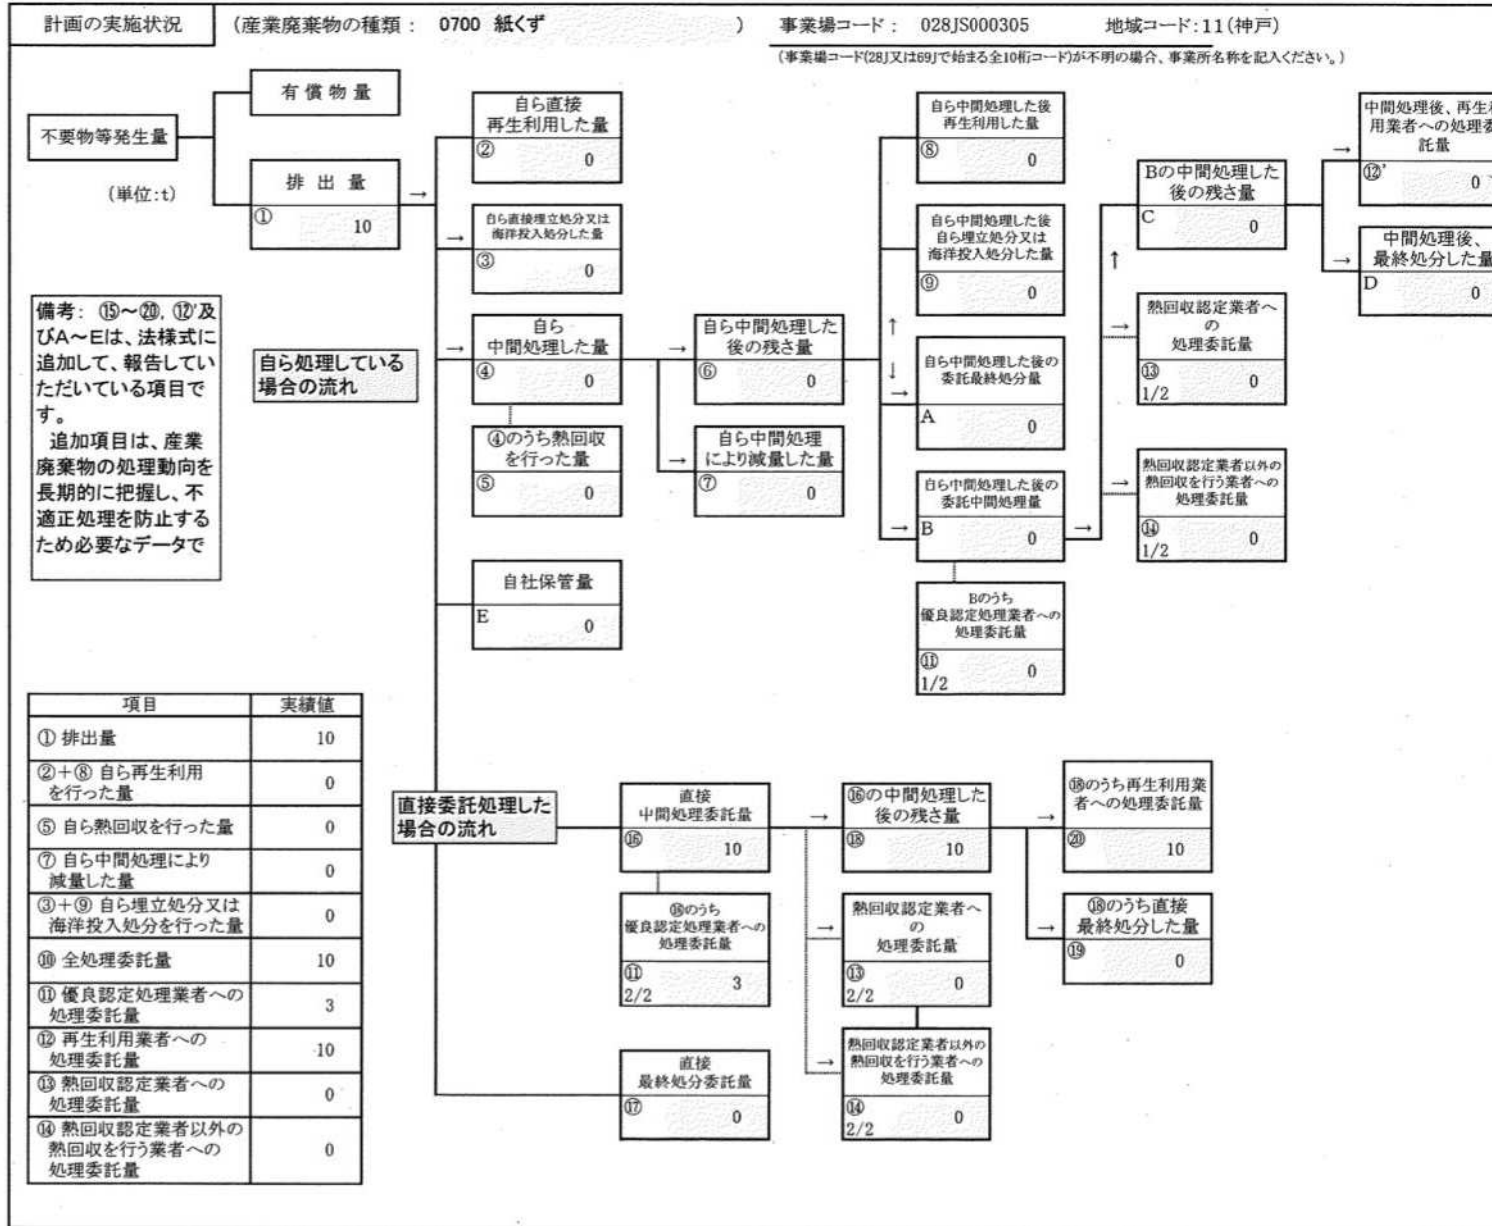 計画の実施状況 (産業廃棄物の種類: 0700 紙くず ) 事業場コード: 028JS000305 地域コード:11(神戸)
(事業場コード(28J又は69Jで始まる全10桁コード)が不明の場合、事業所名称を記入ください。)
不要物等発生量
(単位:t)
有償物量
排出量
① 10
→
自ら直接
再生利用した量
② 0
→
自ら直接埋立処分又は
海洋投入処分した量
③ 0
→
自ら
中間処理した量
④ 0
④のうち熱回収
を行った量
⑤ 0
自社保管量
E 0
→
自ら中間処理した
後の残さ量
⑥ 0
→
自ら中間処理
により減量した量
⑦ 0
自ら中間処理した後
再生利用した量
⑧ 0
自ら中間処理した後
自ら埋立処分又は
海洋投入処分した量
⑨ 0
↑
↓
→
自ら中間処理した後の
委託最終処分量
A 0
→
自ら中間処理した後の
委託中間処理量
B 0
→
Bのうち
優良認定処理業者への
処理委託量
⑪
1/2 0
Bの中間処理した
後の残さ量
C 0
↑
→
熱回収認定業者へ
の
処理委託量
⑬
1/2 0
→
熱回収認定業者以外の
熱回収を行う業者への
処理委託量
⑭
1/2 0
→
中間処理後、再生利
用業者への処理委
託量
⑫' 0
→
中間処理後、
最終処分した量
D 0
備考: ⑮~⑳, ⑫'及
びA~Eは、法様式に
追加して、報告してい
ただいている項目で
す。
追加項目は、産業
廃棄物の処理動向を
長期的に把握し、不
適正処理を防止する
ため必要なデータで
自ら処理している
場合の流れ
項目 実績値
① 排出量 10
②+⑧ 自ら再生利用
を行った量 0
⑤ 自ら熱回収を行った量 0
⑦ 自ら中間処理により
減量した量 0
③+⑨ 自ら埋立処分又は
海洋投入処分を行った量 0
⑩ 全処理委託量 10
⑪ 優良認定処理業者への
処理委託量 3
⑫ 再生利用業者への
処理委託量 10
⑬ 熱回収認定業者への
処理委託量 0
⑭ 熱回収認定業者以外の
熱回収を行う業者への
処理委託量 0
直接委託処理した
場合の流れ
直接
中間処理委託量
⑯ 10
⑯のうち
優良認定処理業者への
処理委託量
⑪
2/2 3
直接
最終処分委託量
⑰ 0
→
⑯の中間処理した
後の残さ量
⑱ 10
→
熱回収認定業者へ
の
処理委託量
⑬
2/2 0
→
熱回収認定業者以外の
熱回収を行う業者への
処理委託量
⑭
2/2 0
→
⑱のうち再生利用業
者への処理委託量
⑳ 10
→
⑱のうち直接
最終処分した量
⑲ 0